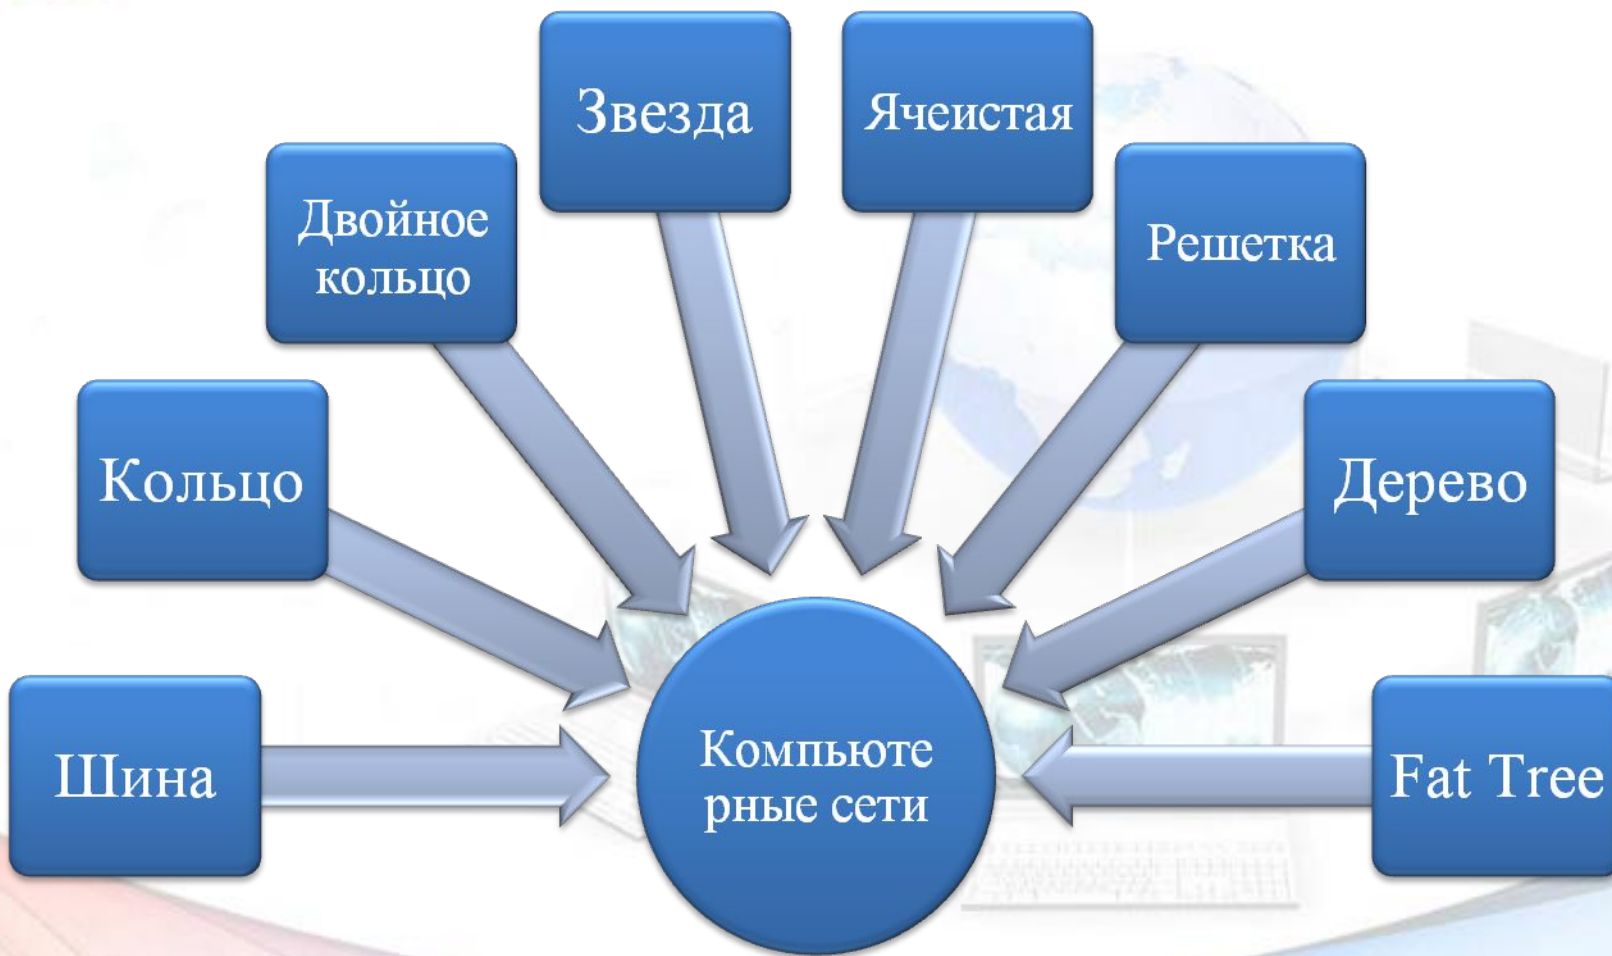 Звезда
Ячеистая
Двойное
кольцо
Решетка
Кольцо
Дерево
Шина
Компьюте
рные сети
Fat Tree